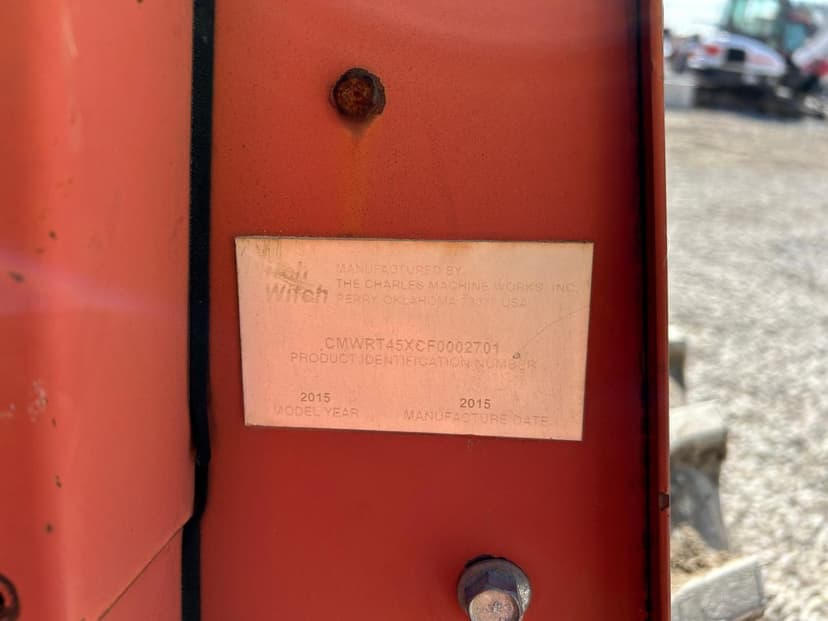 Witch
MANUFACTURED BY:
THE CHARLES MACHINE WORKS, INC.
PERRY, OKLAHOMA USA
CMWRT45XCF0002701
PRODUCT IDENTIFICATION NUMBER
2015
MODEL YEAR
2015
MANUFACTURE DATE